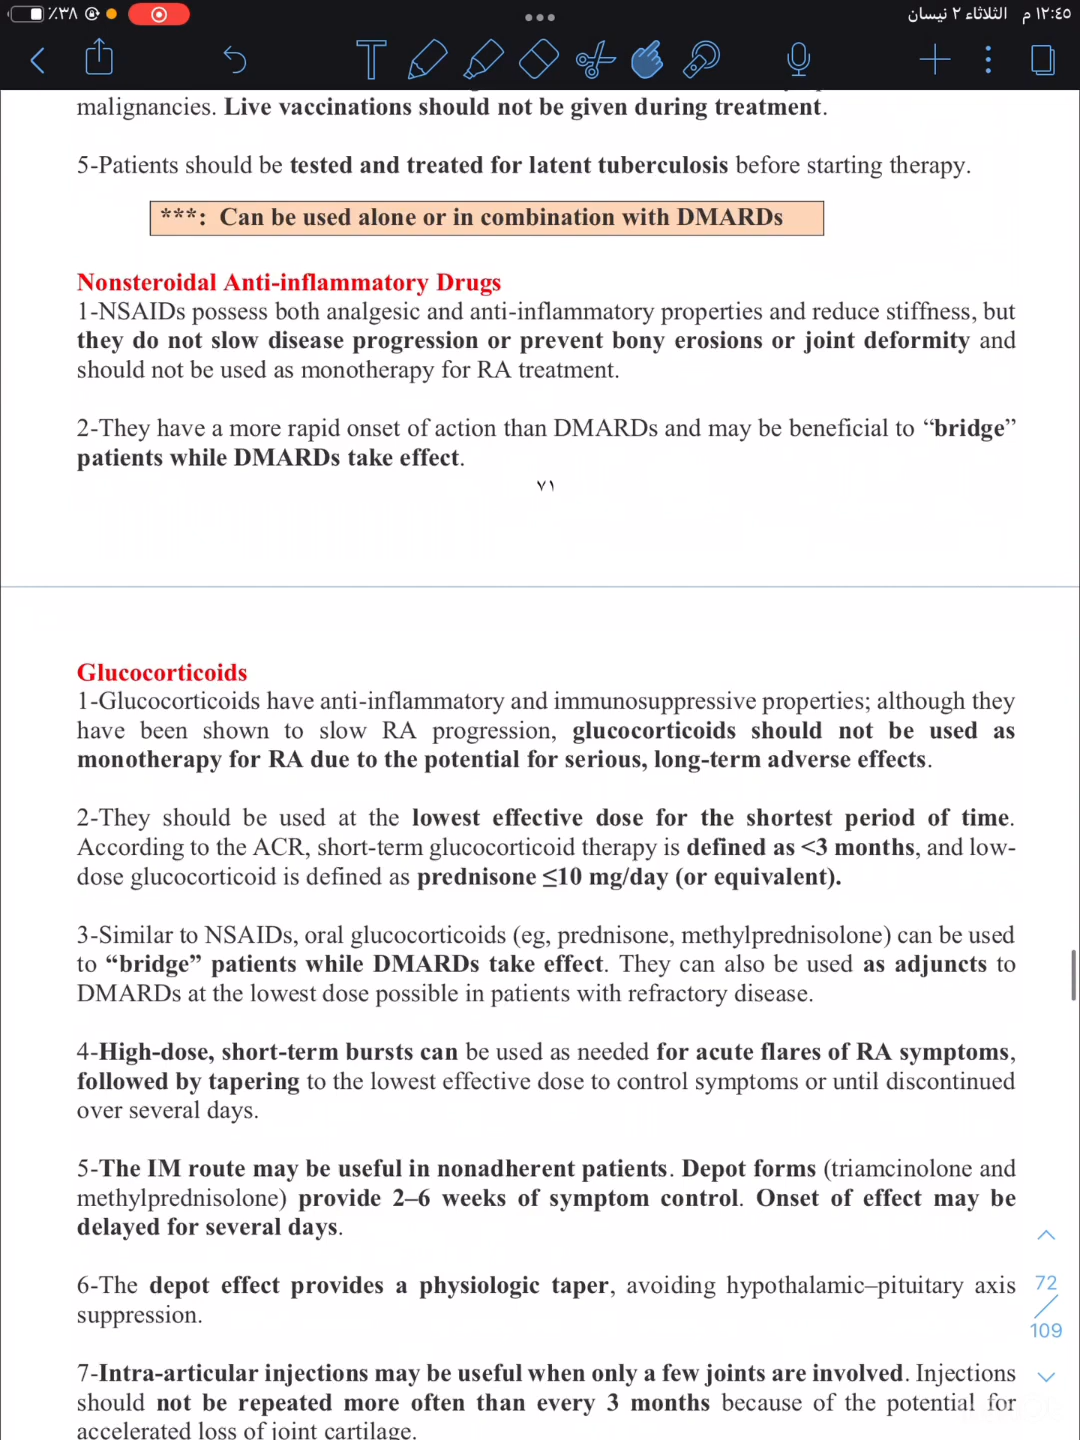 ٪٣٨ الثلاثاء ٢ نيسان ١٢:٤٥ م
malignancies. Live vaccinations should not be given during treatment.
5-Patients should be tested and treated for latent tuberculosis before starting therapy.
***: Can be used alone or in combination with DMARDs
Nonsteroidal Anti-inflammatory Drugs
1-NSAIDs possess both analgesic and anti-inflammatory properties and reduce stiffness, but
they do not slow disease progression or prevent bony erosions or joint deformity and
should not be used as monotherapy for RA treatment.
2-They have a more rapid onset of action than DMARDs and may be beneficial to “bridge”
patients while DMARDs take effect.
٧١
Glucocorticoids
1-Glucocorticoids have anti-inflammatory and immunosuppressive properties; although they
have been shown to slow RA progression, glucocorticoids should not be used as
monotherapy for RA due to the potential for serious, long-term adverse effects.
2-They should be used at the lowest effective dose for the shortest period of time.
According to the ACR, short-term glucocorticoid therapy is defined as <3 months, and low-
dose glucocorticoid is defined as prednisone ≤10 mg/day (or equivalent).
3-Similar to NSAIDs, oral glucocorticoids (eg, prednisone, methylprednisolone) can be used
to “bridge” patients while DMARDs take effect. They can also be used as adjuncts to
DMARDs at the lowest dose possible in patients with refractory disease.
4-High-dose, short-term bursts can be used as needed for acute flares of RA symptoms,
followed by tapering to the lowest effective dose to control symptoms or until discontinued
over several days.
5-The IM route may be useful in nonadherent patients. Depot forms (triamcinolone and
methylprednisolone) provide 2–6 weeks of symptom control. Onset of effect may be
delayed for several days.
6-The depot effect provides a physiologic taper, avoiding hypothalamic–pituitary axis
suppression.
72
109
7-Intra-articular injections may be useful when only a few joints are involved. Injections
should not be repeated more often than every 3 months because of the potential for
accelerated loss of joint cartilage.